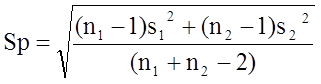 Sp = √(((n₁ – 1)s₁² + (n₂ – 1)s₂²) / (n₁ + n₂ – 2))